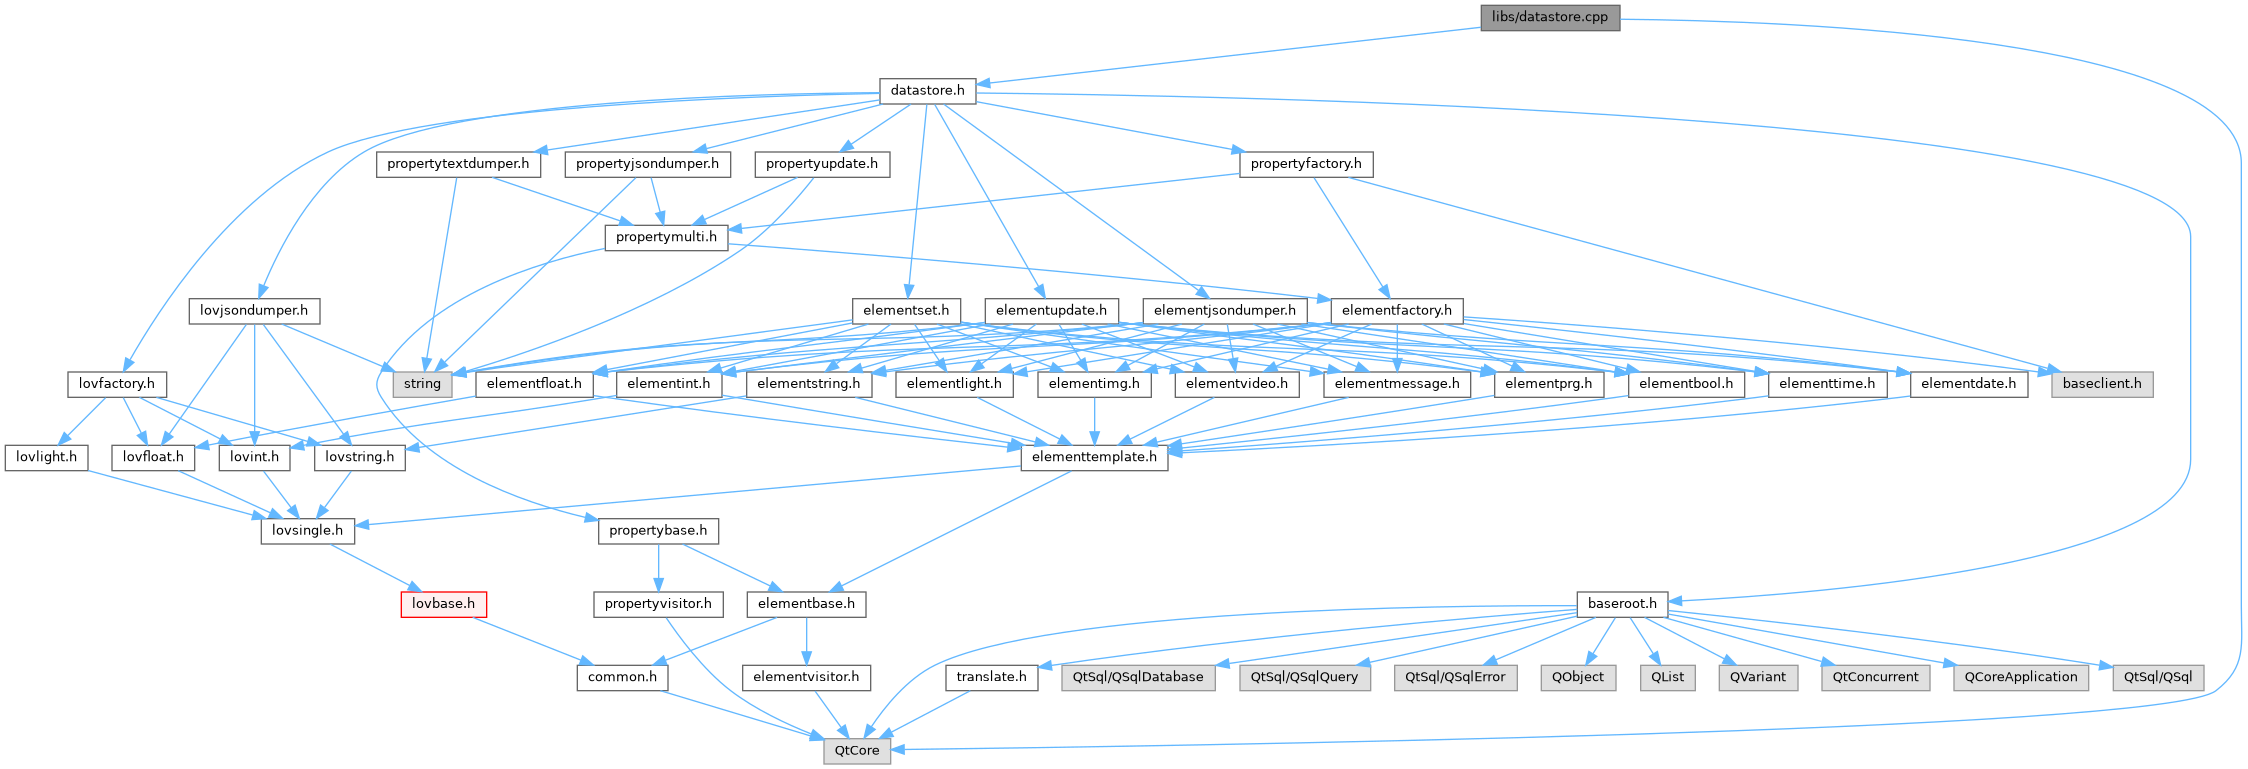 libs/datastore.cpp
datastore.h
propertytextdumper.h
propertyjsondumper.h
propertyupdate.h
propertyfactory.h
propertymulti.h
lovjsondumper.h
elementset.h
elementupdate.h
elementjsondumper.h
elementfactory.h
lovfactory.h
string
elementfloat.h
elementint.h
elementstring.h
elementlight.h
elementimg.h
elementvideo.h
elementmessage.h
elementprg.h
elementbool.h
elementtime.h
elementdate.h
baseclient.h
lovlight.h
lovfloat.h
lovint.h
lovstring.h
elementtemplate.h
lovsingle.h
propertybase.h
lovbase.h
propertyvisitor.h
elementbase.h
baseroot.h
common.h
elementvisitor.h
translate.h
QtSql/QSqlDatabase
QtSql/QSqlQuery
QtSql/QSqlError
QObject
QList
QVariant
QtConcurrent
QCoreApplication
QtSql/QSql
QtCore